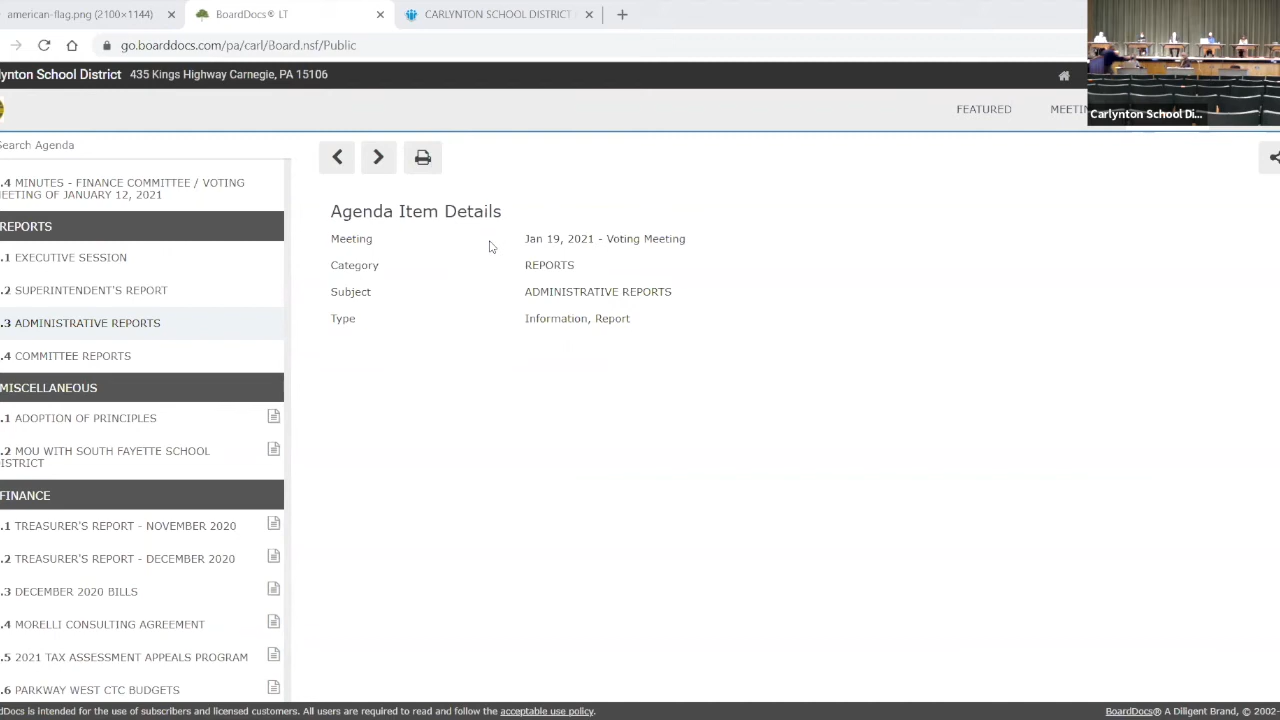 american-flag.png (2100×1144)
BoardDocs® LT
CARLYNTON SCHOOL DISTRICT
go.boarddocs.com/pa/carl/Board.nsf/Public
lynton School District 435 Kings Highway Carnegie, PA 15106
FEATURED
MEETIN
Carlynton School Di...
Search Agenda
.4 MINUTES - FINANCE COMMITTEE / VOTING
MEETING OF JANUARY 12, 2021
REPORTS
.1 EXECUTIVE SESSION
.2 SUPERINTENDENT'S REPORT
.3 ADMINISTRATIVE REPORTS
.4 COMMITTEE REPORTS
MISCELLANEOUS
.1 ADOPTION OF PRINCIPLES
.2 MOU WITH SOUTH FAYETTE SCHOOL
DISTRICT
FINANCE
.1 TREASURER'S REPORT - NOVEMBER 2020
.2 TREASURER'S REPORT - DECEMBER 2020
.3 DECEMBER 2020 BILLS
.4 MORELLI CONSULTING AGREEMENT
.5 2021 TAX ASSESSMENT APPEALS PROGRAM
.6 PARKWAY WEST CTC BUDGETS
Agenda Item Details
Meeting Jan 19, 2021 - Voting Meeting
Category REPORTS
Subject ADMINISTRATIVE REPORTS
Type Information, Report
rdDocs is intended for the use of subscribers and licensed customers. All users are required to read and follow the acceptable use policy.
BoardDocs® A Diligent Brand, © 2002-